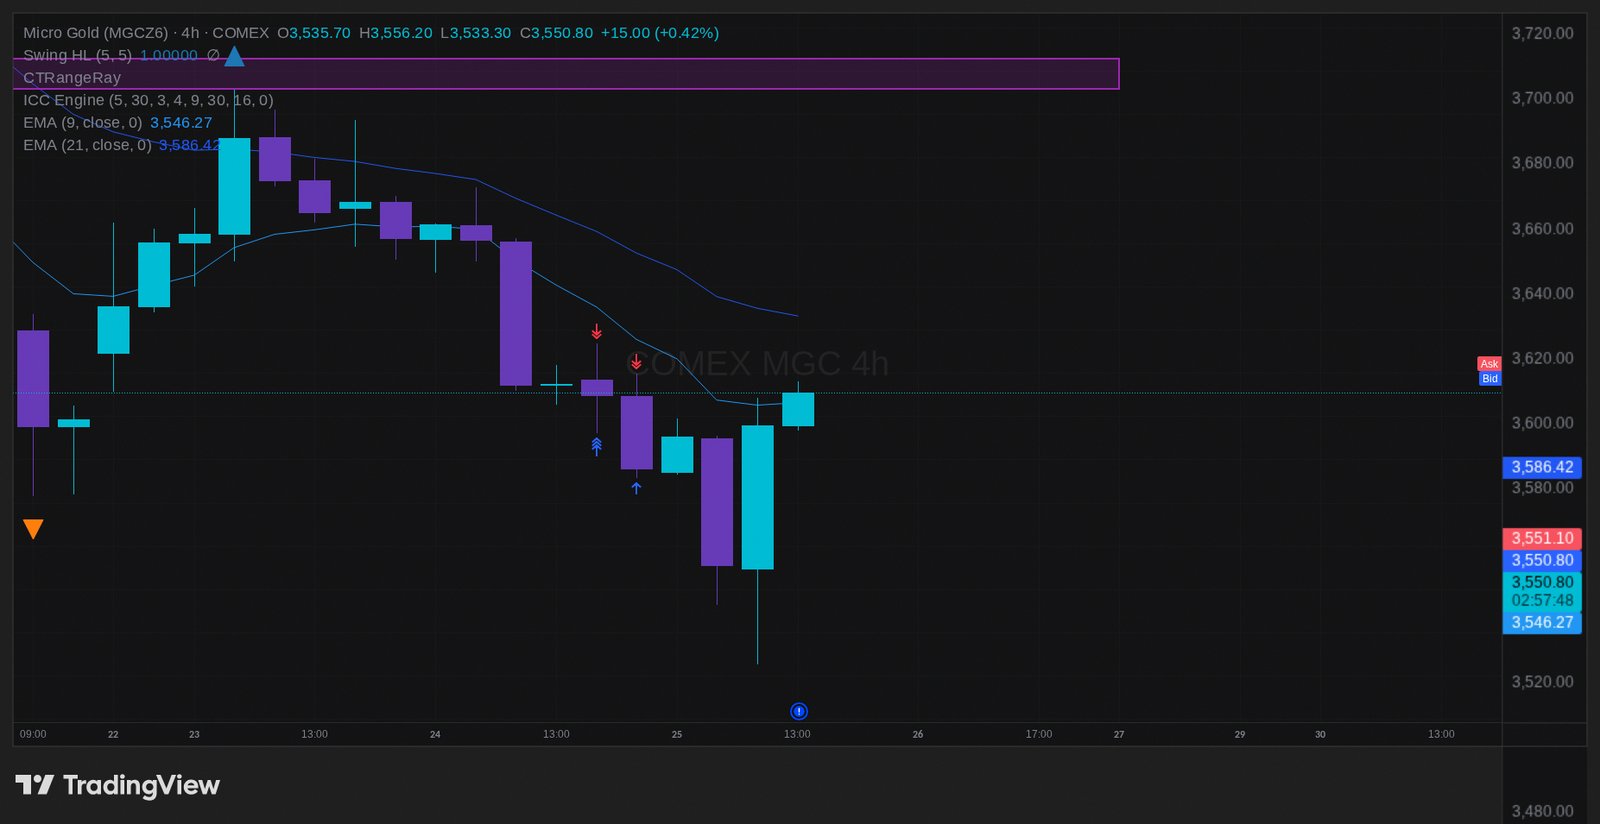 Micro Gold (MGCZ6) · 4h · COMEX O3,535.70 H3,556.20 L3,533.30 C3,550.80 +15.00 (+0.42%)
Swing HL (5, 5) 1.00000 ∅
CTRangeRay
ICC Engine (5, 30, 3, 4, 9, 30, 16, 0)
EMA (9, close, 0) 3,546.27
EMA (21, close, 0) 3,586.42
COMEX MGC 4h
3,720.00
3,700.00
3,680.00
3,660.00
3,640.00
3,620.00
Ask
Bid
3,600.00
3,586.42
3,580.00
3,551.10
3,550.80
3,550.80
02:57:48
3,546.27
3,520.00
3,480.00
09:00 22 23 13:00 24 13:00 25 13:00 26 17:00 27 29 30 13:00
TradingView